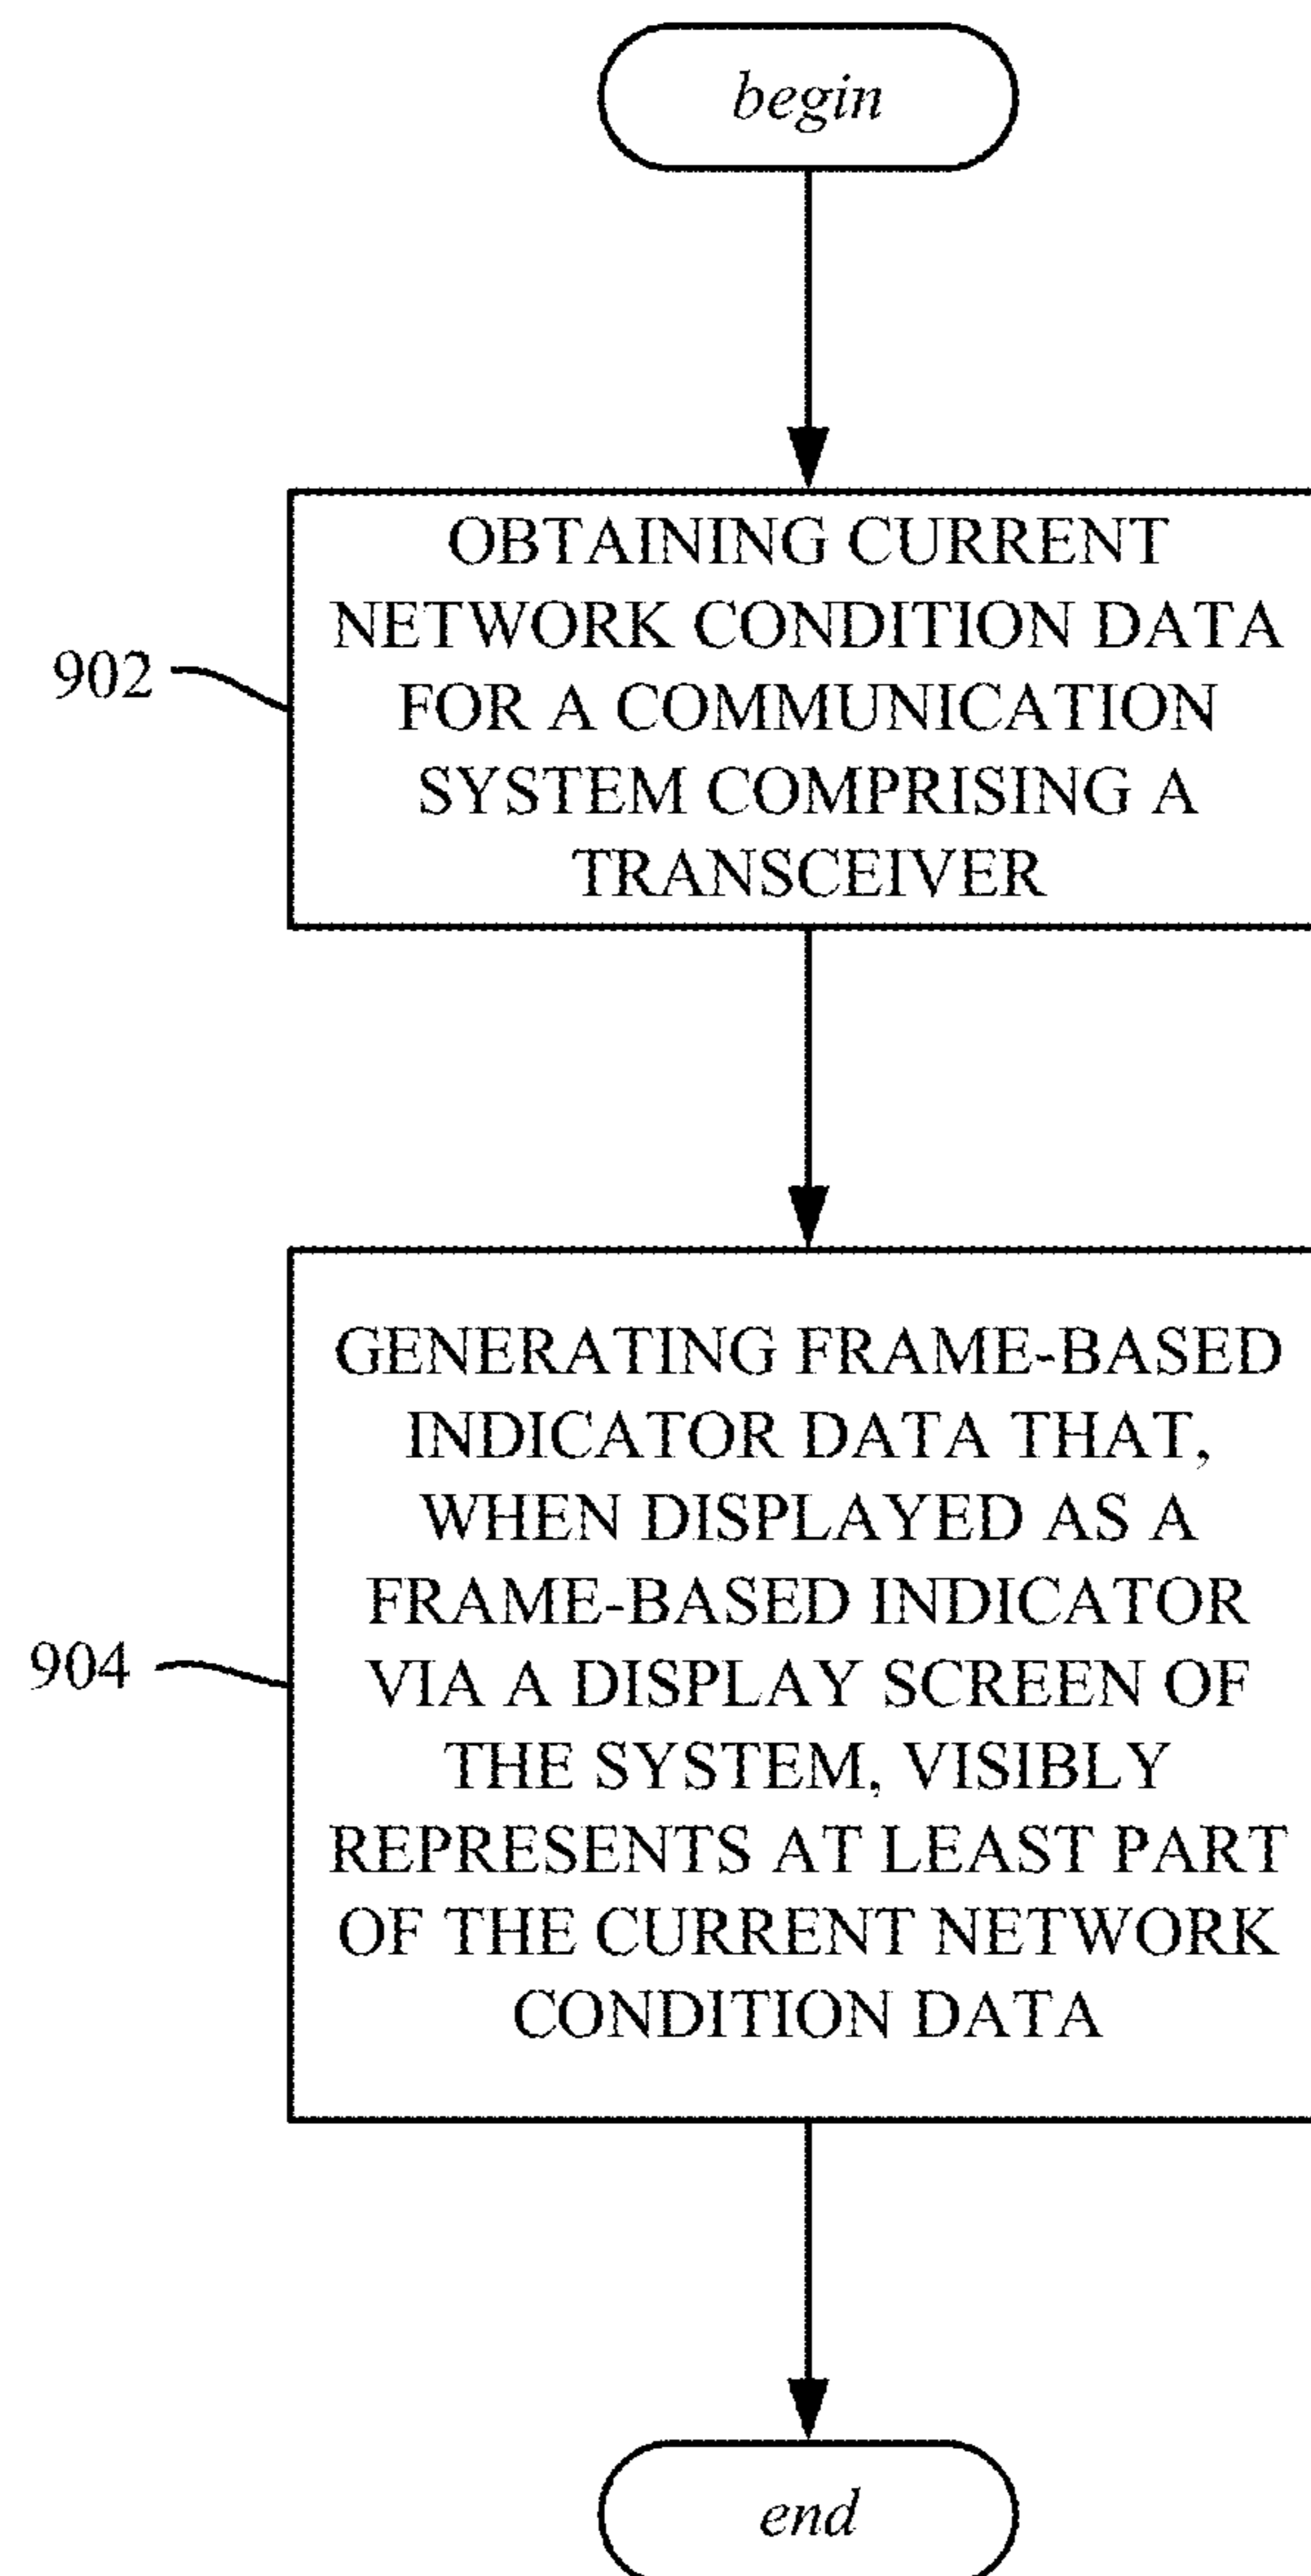 begin
OBTAINING CURRENT
NETWORK CONDITION DATA
FOR A COMMUNICATION
SYSTEM COMPRISING A
TRANSCEIVER
902
GENERATING FRAME-BASED
INDICATOR DATA THAT,
WHEN DISPLAYED AS A
FRAME-BASED INDICATOR
VIA A DISPLAY SCREEN OF
THE SYSTEM, VISIBLY
REPRESENTS AT LEAST PART
OF THE CURRENT NETWORK
CONDITION DATA
904
end